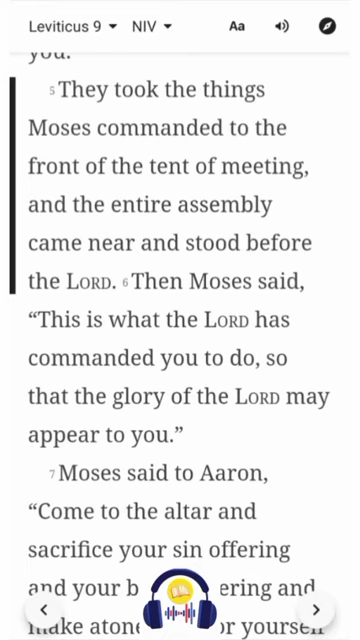 Leviticus 9 NIV Aa
you.
5 They took the things
Moses commanded to the
front of the tent of meeting,
and the entire assembly
came near and stood before
the LORD. 6 Then Moses said,
“This is what the LORD has
commanded you to do, so
that the glory of the LORD may
appear to you.”
7 Moses said to Aaron,
“Come to the altar and
sacrifice your sin offering
and your b ering and
make atone or yourself